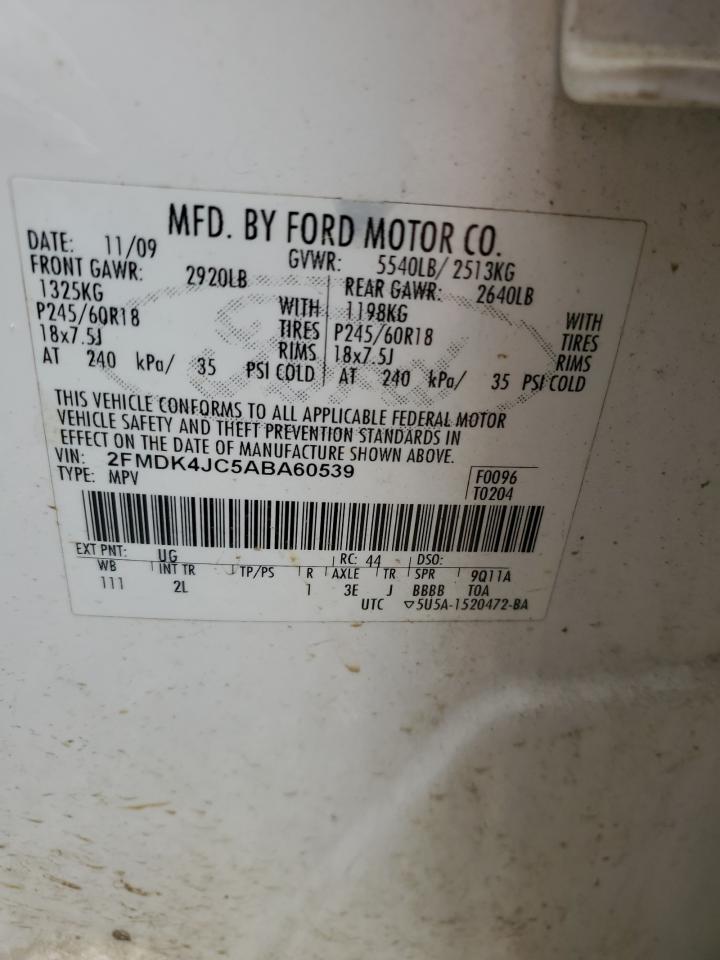 MFD. BY FORD MOTOR CO.
DATE: 11/09 GVWR: 5540LB/ 2513KG
FRONT GAWR: 2920LB REAR GAWR: 2640LB
1325KG WITH 1198KG WITH
P245/60R18 TIRES P245/60R18 TIRES
18x7.5J RIMS 18x7.5J RIMS
AT 240 kPa/ 35 PSI COLD AT 240 kPa/ 35 PSI COLD
THIS VEHICLE CONFORMS TO ALL APPLICABLE FEDERAL MOTOR
VEHICLE SAFETY AND THEFT PREVENTION STANDARDS IN
EFFECT ON THE DATE OF MANUFACTURE SHOWN ABOVE.
VIN: 2FMDK4JC5ABA60539 F0096
TYPE: MPV T0204
EXT PNT: UG RC: 44 DSO:
WB INT TR TP/PS R AXLE TR SPR 9Q11A
111 2L 1 3E J BBBB TOA
UTC ▽5U5A-1520472-BA